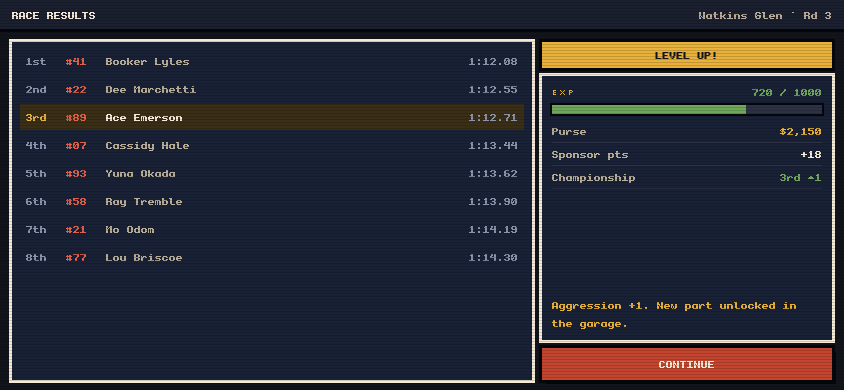 RACE RESULTS
Watkins Glen ` Rd 3
1st #41 Booker Lyles 1:12.08
2nd #22 Dee Marchetti 1:12.55
3rd #89 Ace Emerson 1:12.71
4th #07 Cassidy Hale 1:13.44
5th #93 Yuna Okada 1:13.62
6th #58 Ray Tremble 1:13.90
7th #21 Mo Odom 1:14.19
8th #77 Lou Briscoe 1:14.30
LEVEL UP!
EXP 720 / 1000
Purse $2,150
Sponsor pts +18
Championship 3rd ▲1
Aggression +1. New part unlocked in
the garage.
CONTINUE